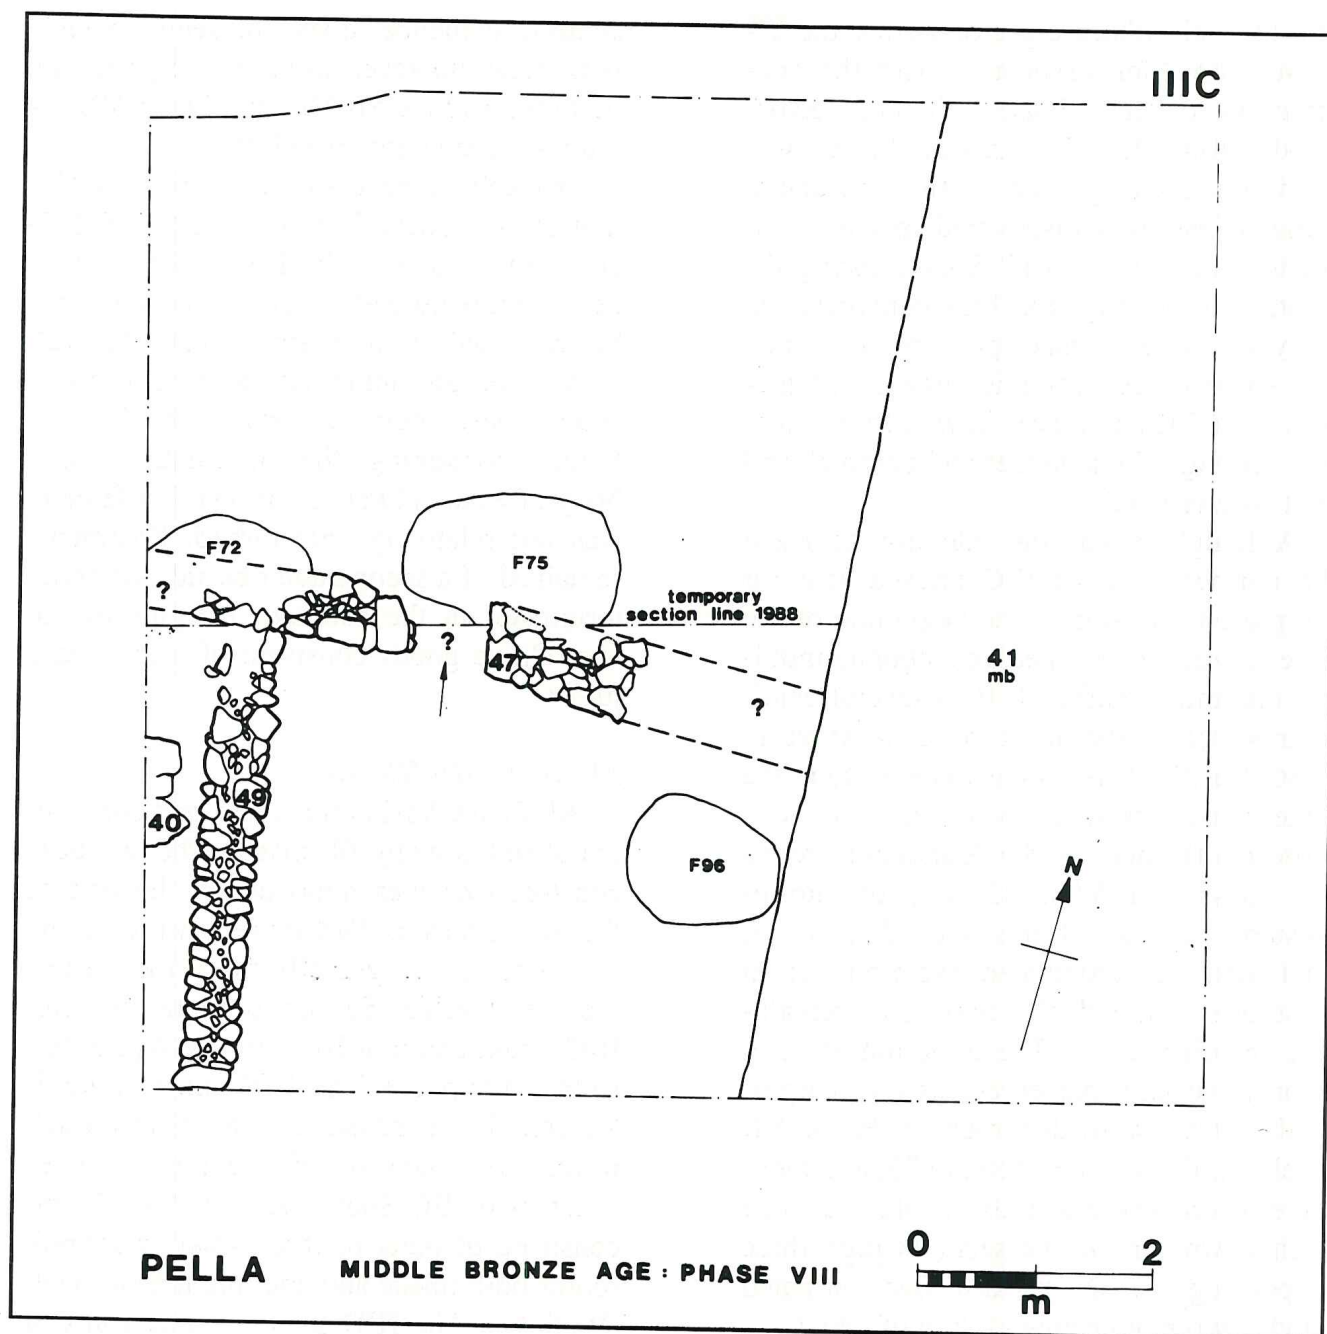 IIIC
F72
F75
?
temporary
section line 1988
?
47
41
mb
?
49
40
F96
N
PELLA
MIDDLE BRONZE AGE : PHASE VIII
0 2
m